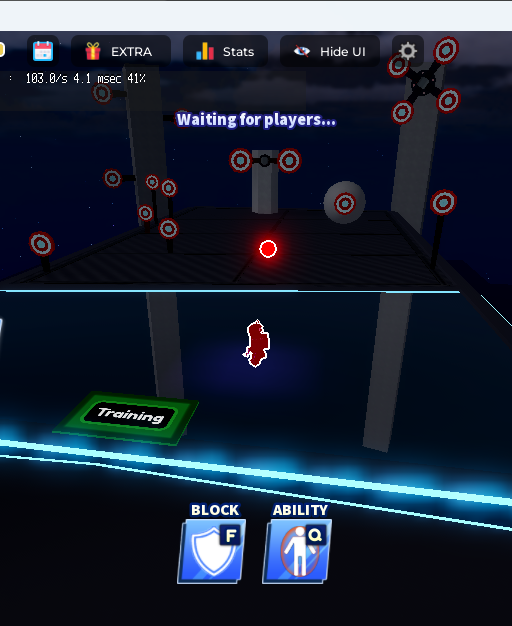 EXTRA
Stats
Hide UI
: 103.0/s 4.1 msec 41%
Waiting for players...
Training
BLOCK
ABILITY
F
Q